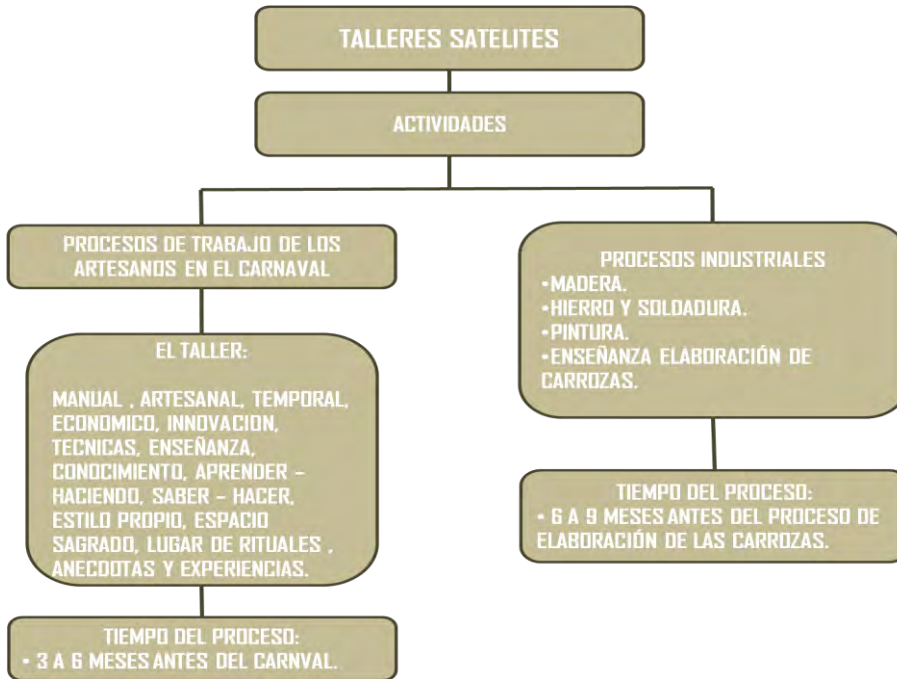 TALLERES SATELITES
ACTIVIDADES
PROCESOS DE TRABAJO DE LOS
ARTESANOS EN EL CARNAVAL
EL TALLER:
MANUAL , ARTESANAL, TEMPORAL,
ECONOMICO, INNOVACION,
TECNICAS, ENSEÑANZA,
CONOCIMIENTO, APRENDER –
HACIENDO, SABER – HACER,
ESTILO PROPIO, ESPACIO
SAGRADO, LUGAR DE RITUALES ,
ANECDOTAS Y EXPERIENCIAS.
TIEMPO DEL PROCESO:
• 3 A 6 MESES ANTES DEL CARNVAL.
PROCESOS INDUSTRIALES
•MADERA.
•HIERRO Y SOLDADURA.
•PINTURA.
•ENSEÑANZA ELABORACIÓN DE
CARROZAS.
TIEMPO DEL PROCESO:
• 6 A 9 MESES ANTES DEL PROCESO DE
ELABORACIÓN DE LAS CARROZAS.